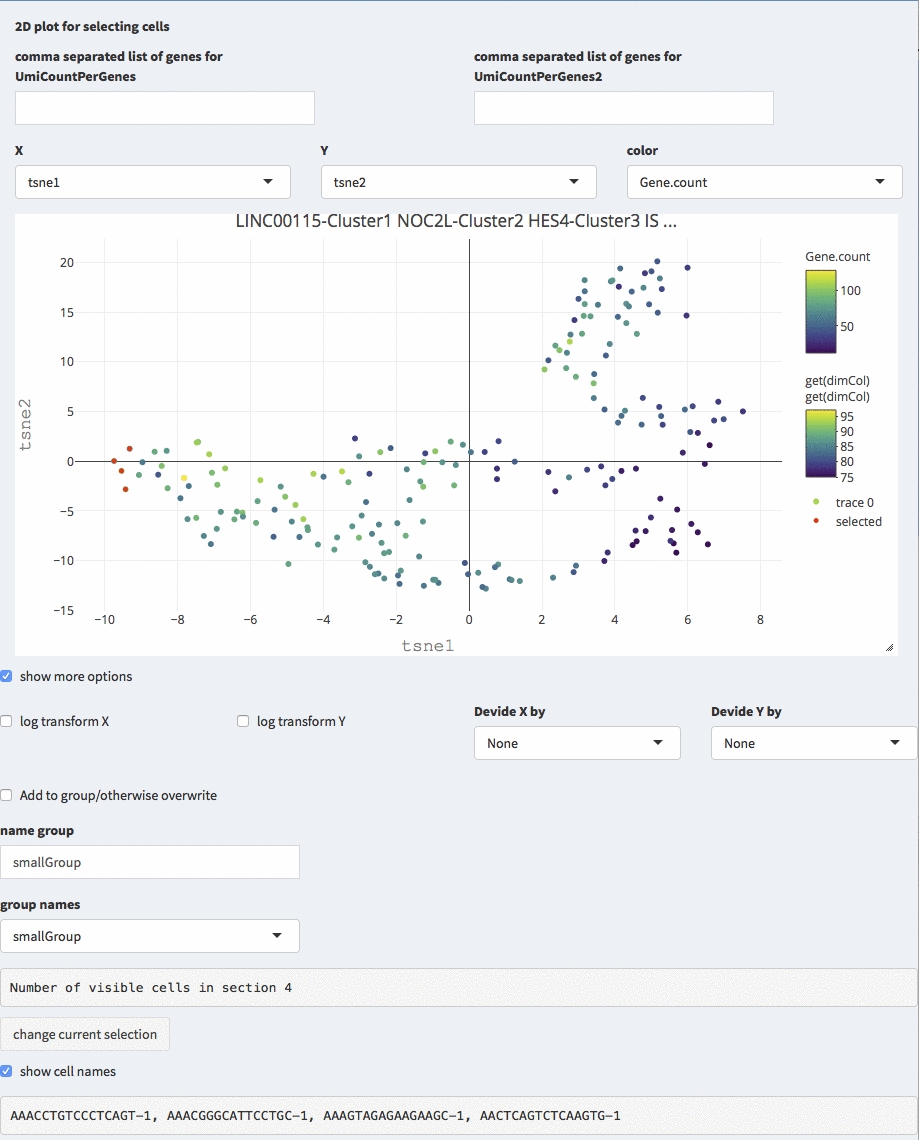 2D plot for selecting cells
comma separated list of genes for comma separated list of genes for
UmiCountPerGenes UmiCountPerGenes2
X Y color
tsne1 tsne2 Gene.count
LINC00115-Cluster1 NOC2L-Cluster2 HES4-Cluster3 IS ...
Gene.count
100
50
get(dimCol)
get(dimCol)
95
90
85
80
75
trace 0
selected
tsne2
20
15
10
5
0
−5
−10
−15
−10 −8 −6 −4 −2 0 2 4 6 8
tsne1
show more options
Devide X by Devide Y by
log transform X log transform Y
None None
Add to group/otherwise overwrite
name group
smallGroup
group names
smallGroup
Number of visible cells in section 4
change current selection
show cell names
AAACCTGTCCCTCAGT-1, AAACGGGCATTCCTGC-1, AAAGTAGAGAAGAAGC-1, AACTCAGTCTCAAGTG-1